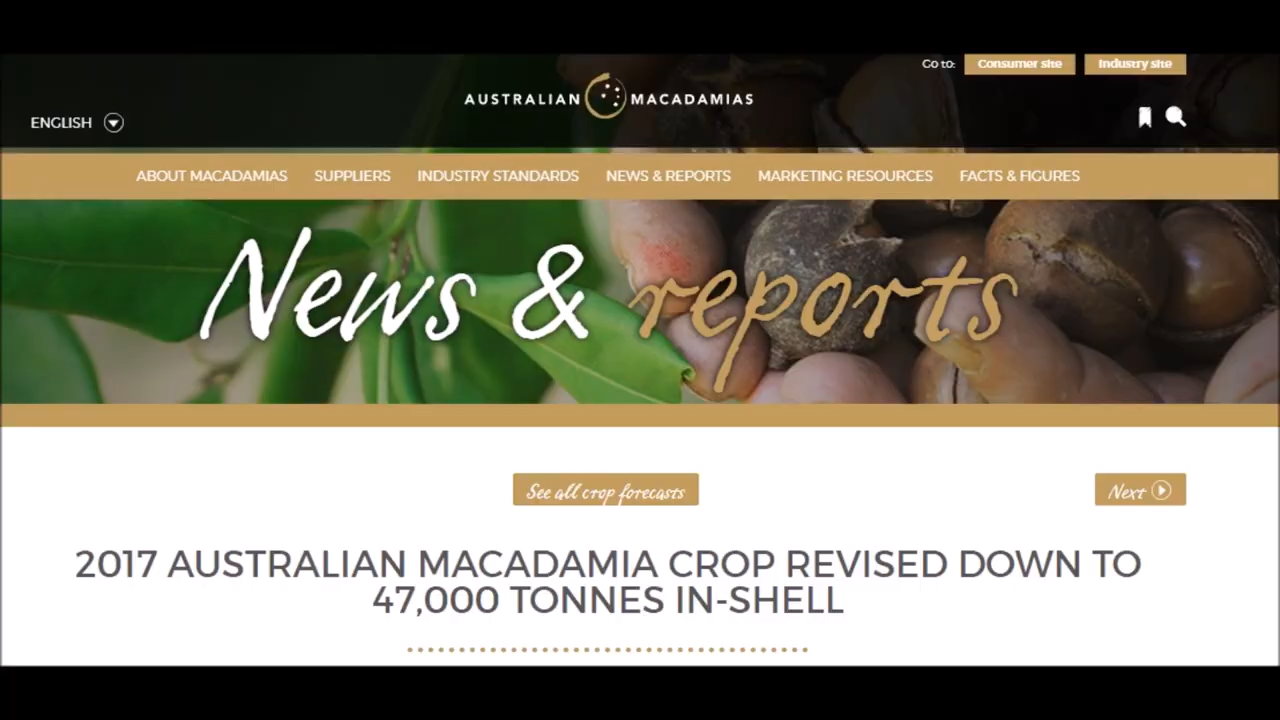 Go to: Consumer site Industry site
AUSTRALIAN MACADAMIAS
ENGLISH
ABOUT MACADAMIAS SUPPLIERS INDUSTRY STANDARDS NEWS & REPORTS MARKETING RESOURCES FACTS & FIGURES
News & reports
See all crop forecasts Next
2017 AUSTRALIAN MACADAMIA CROP REVISED DOWN TO
47,000 TONNES IN-SHELL